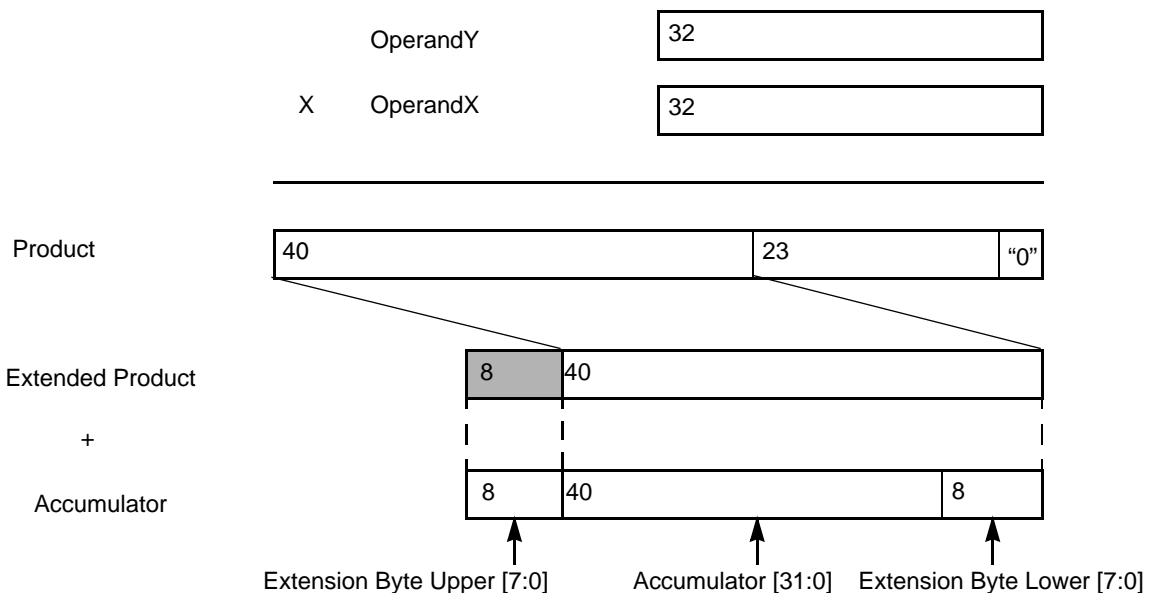 OperandY 32
X OperandX 32
Product 40 23 “0”
Extended Product 8 40
+
Accumulator 8 40 8
Extension Byte Upper [7:0] Accumulator [31:0] Extension Byte Lower [7:0]